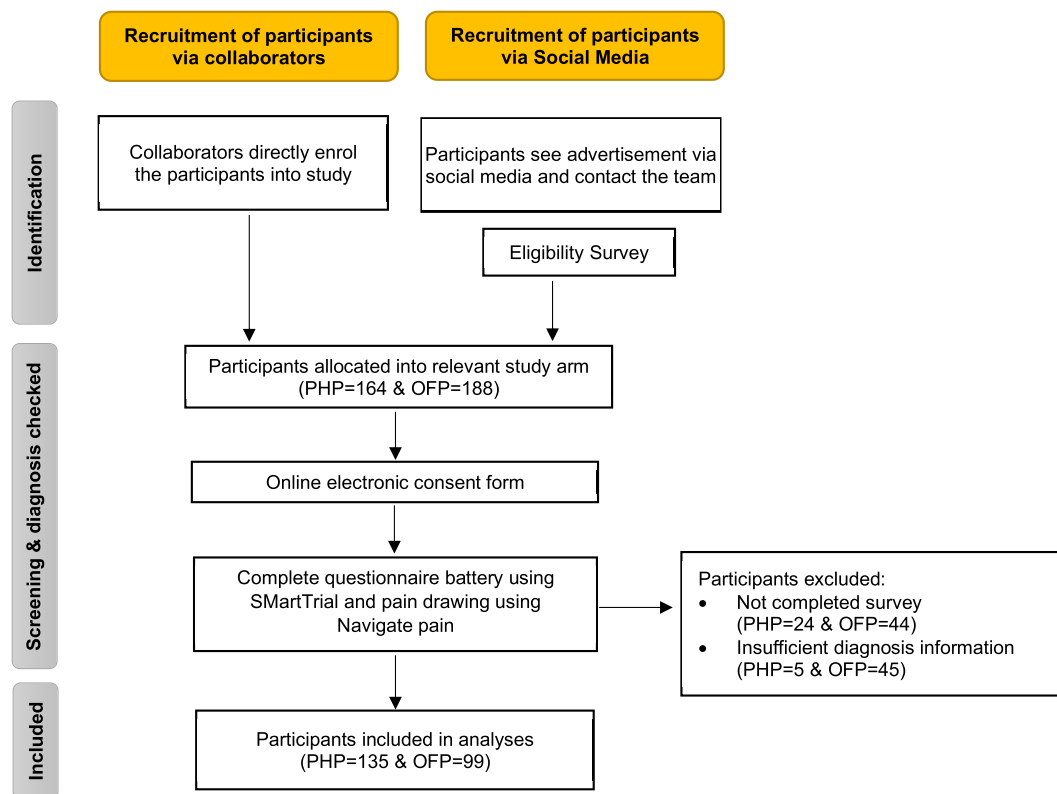 Recruitment of participants
via collaborators
Recruitment of participants
via Social Media
Identification
Collaborators directly enrol
the participants into study
Participants see advertisement via
social media and contact the team
Eligibility Survey
Screening & diagnosis checked
Participants allocated into relevant study arm
(PHP=164 & OFP=188)
Online electronic consent form
Complete questionnaire battery using
SMartTrial and pain drawing using
Navigate pain
Participants excluded:
• Not completed survey
(PHP=24 & OFP=44)
• Insufficient diagnosis information
(PHP=5 & OFP=45)
Included
Participants included in analyses
(PHP=135 & OFP=99)